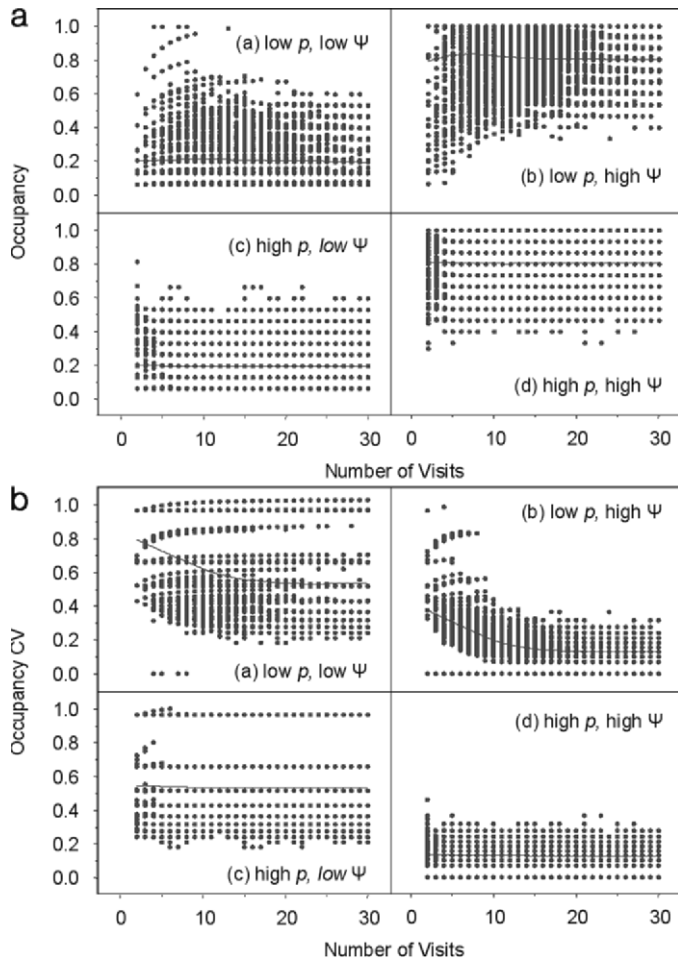 a
Occupancy
1.0
0.8
0.6
0.4
0.2
0.0
(a) low p, low Ψ
(b) low p, high Ψ
1.0
0.8
0.6
0.4
0.2
0.0
(c) high p, low Ψ
(d) high p, high Ψ
0 10 20 30 0 10 20 30
Number of Visits
b
Occupancy CV
1.0
0.8
0.6
0.4
0.2
0.0
(a) low p, low Ψ
(b) low p, high Ψ
1.0
0.8
0.6
0.4
0.2
0.0
(c) high p, low Ψ
(d) high p, high Ψ
0 10 20 30 0 10 20 30
Number of Visits